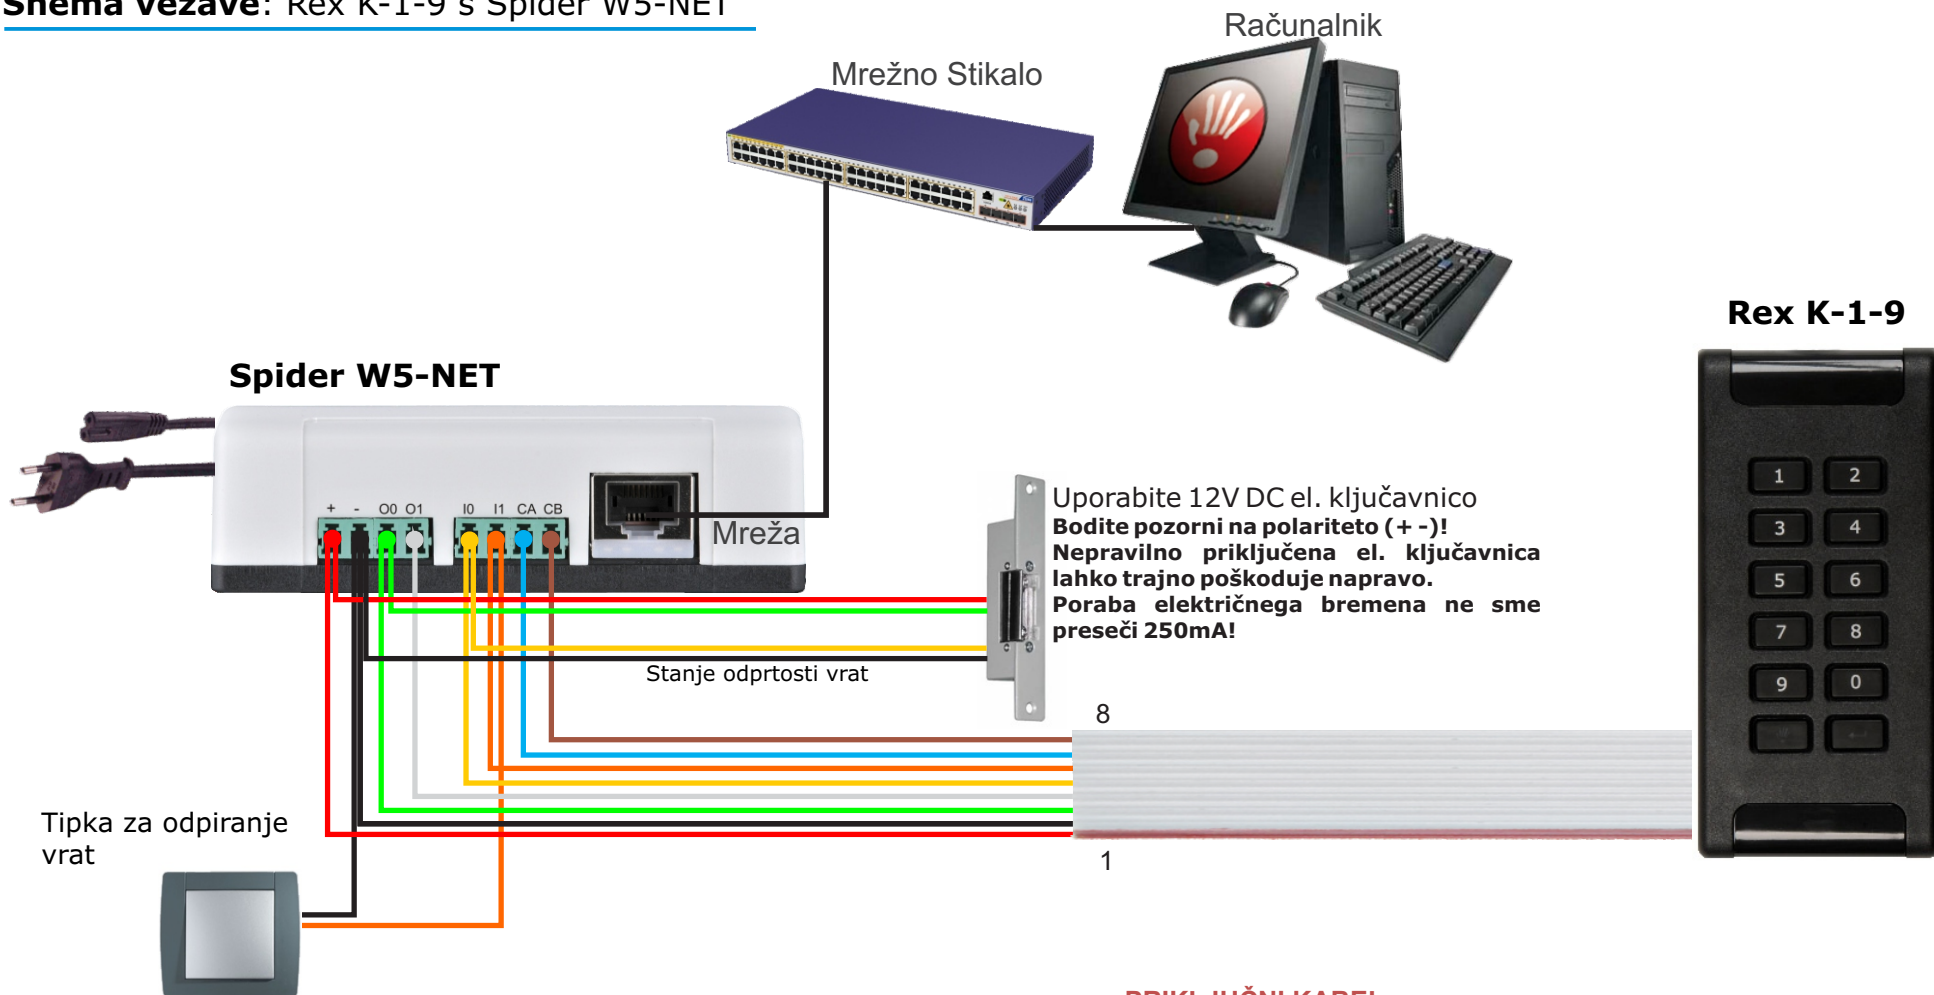 Shema vezave: Rex K-1-9 s Spider W5-NET
Računalnik
Mrežno Stikalo
Rex K-1-9
Spider W5-NET
+ - O0 O1 I0 I1 CA CB
Mreža
Uporabite 12V DC el. ključavnico
Bodite pozorni na polariteto (+ -)!
Nepravilno priključena el. ključavnica
lahko trajno poškoduje napravo.
Poraba električnega bremena ne sme
preseči 250mA!
Stanje odprtosti vrat
1 2
3 4
5 6
7 8
9 0
8
1
Tipka za odpiranje
vrat
PRIKLJUČNI KABEL